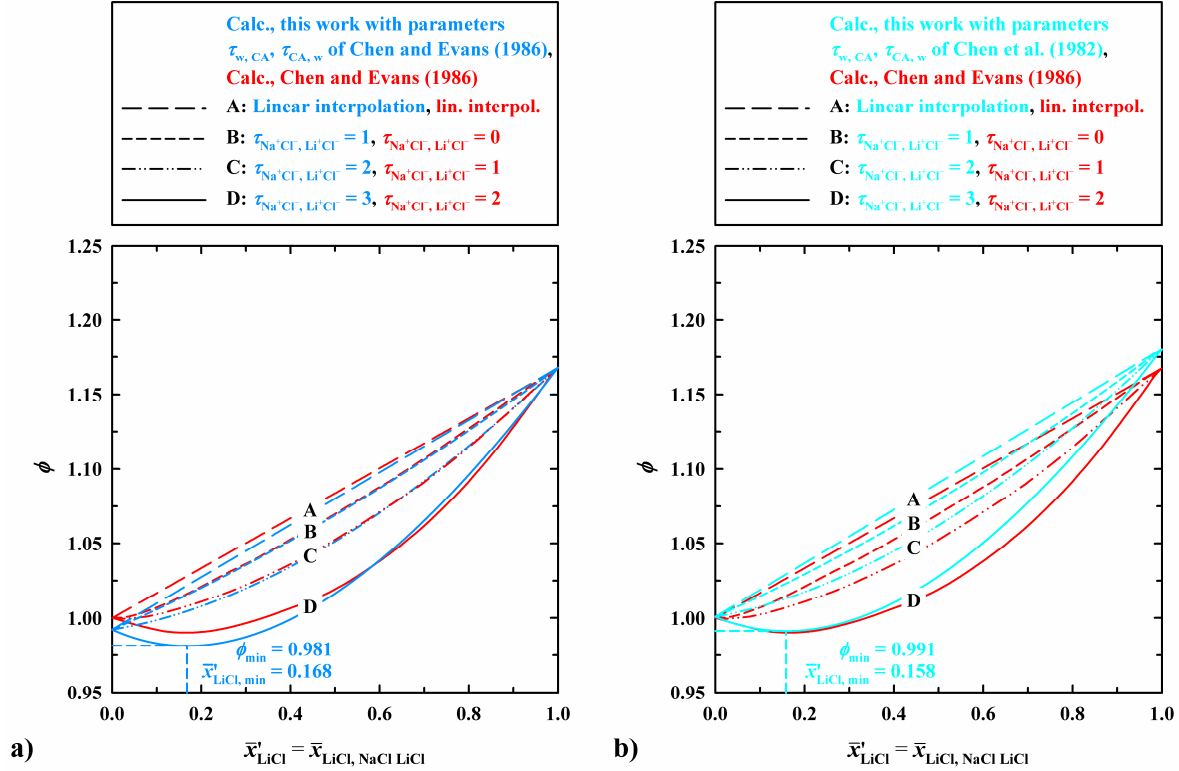 Calc., this work with parameters
τw, CA, τCA, w of Chen and Evans (1986),
Calc., Chen and Evans (1986)
A: Linear interpolation, lin. interpol.
B: τNa⁺Cl⁻, Li⁺Cl⁻ = 1, τNa⁺Cl⁻, Li⁺Cl⁻ = 0
C: τNa⁺Cl⁻, Li⁺Cl⁻ = 2, τNa⁺Cl⁻, Li⁺Cl⁻ = 1
D: τNa⁺Cl⁻, Li⁺Cl⁻ = 3, τNa⁺Cl⁻, Li⁺Cl⁻ = 2
1.25
1.20
1.15
1.10
1.05
1.00
0.95
ϕ
A
B
C
D
ϕmin = 0.981
x̅′LiCl, min = 0.168
0.0 0.2 0.4 0.6 0.8 1.0
a)
x̅′LiCl = x̅LiCl, NaCl LiCl
Calc., this work with parameters
τw, CA, τCA, w of Chen et al. (1982),
Calc., Chen and Evans (1986)
A: Linear interpolation, lin. interpol.
B: τNa⁺Cl⁻, Li⁺Cl⁻ = 1, τNa⁺Cl⁻, Li⁺Cl⁻ = 0
C: τNa⁺Cl⁻, Li⁺Cl⁻ = 2, τNa⁺Cl⁻, Li⁺Cl⁻ = 1
D: τNa⁺Cl⁻, Li⁺Cl⁻ = 3, τNa⁺Cl⁻, Li⁺Cl⁻ = 2
1.25
1.20
1.15
1.10
1.05
1.00
0.95
ϕ
A
B
C
D
ϕmin = 0.991
x̅′LiCl, min = 0.158
0.0 0.2 0.4 0.6 0.8 1.0
b)
x̅′LiCl = x̅LiCl, NaCl LiCl